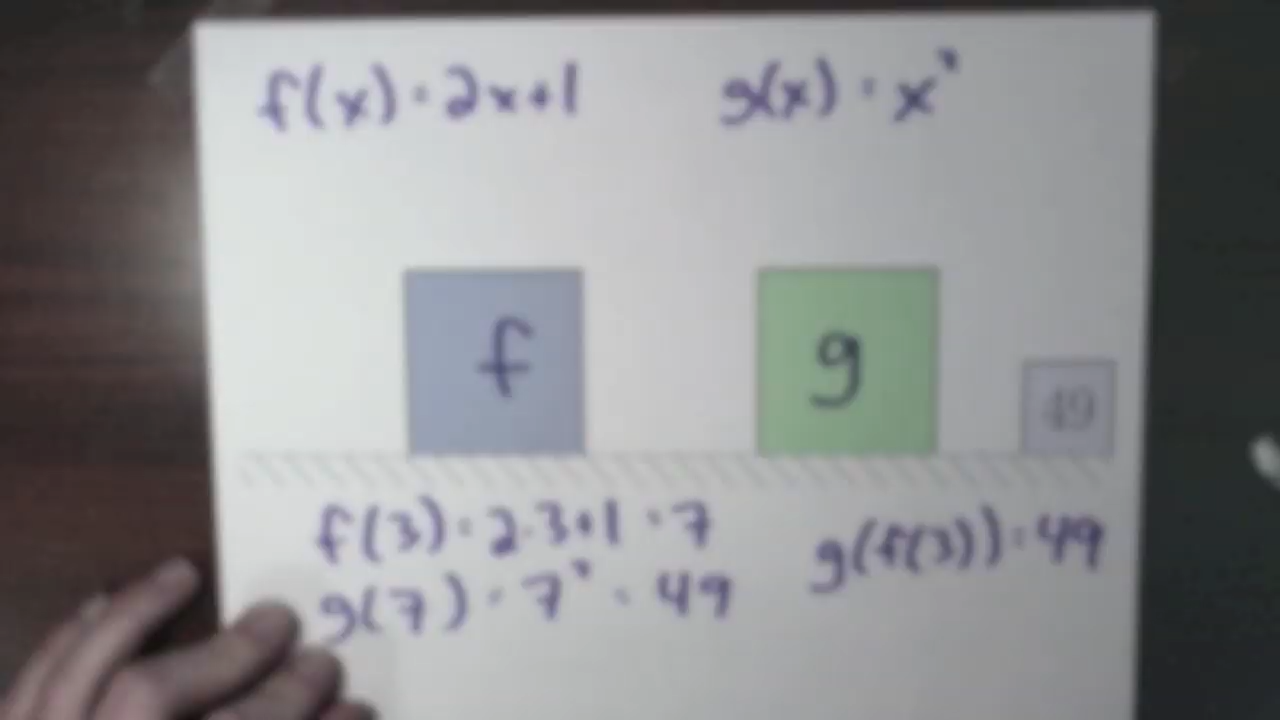 f(x) = 2x+1
g(x) = x²
f
g
49
f(3) = 2·3+1 = 7
g(f(3)) = 49
g(7) = 7² = 49